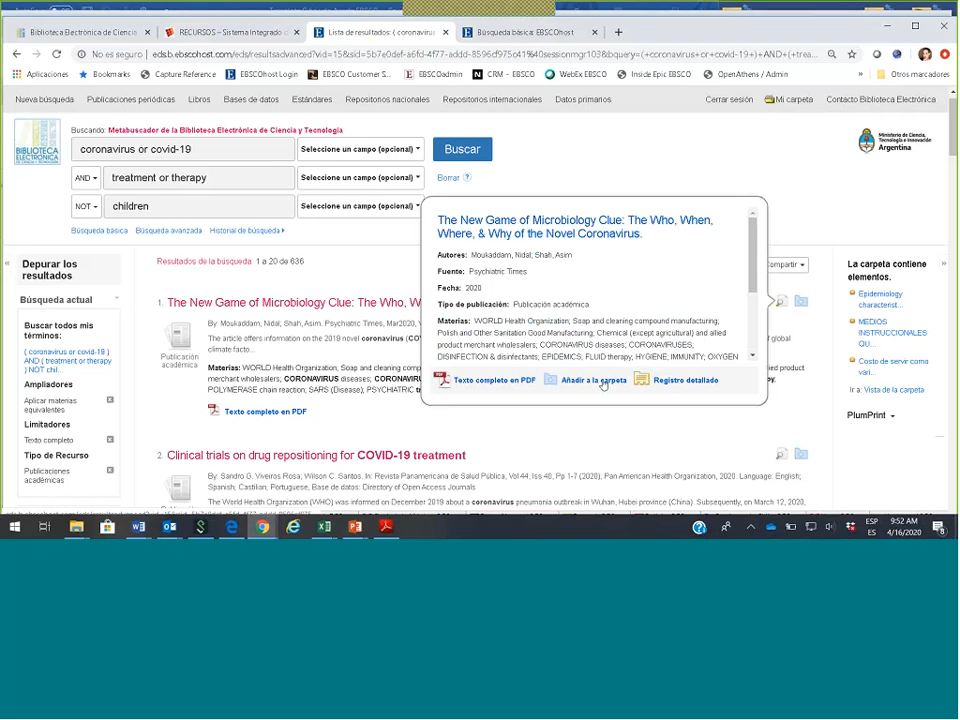 Biblioteca Electrónica de Ciencia
RECURSOS – Sistema Integrado d
Lista de resultados: ( coronavirus
Búsqueda básica: EBSCOhost
No es seguro | eds.b.ebscohost.com/eds/resultsadvanced?vid=15&sid=5b7e0def-a6fd-4f77-addd-8596d975c41f%40sessionmgr103&bquery=(+coronavirus+or+covid-19+)+AND+(+trea...
Aplicaciones
Bookmarks
Capture Reference
EBSCOhost Login
EBSCO Customer S...
EBSCOadmin
CRM - EBSCO
WebEx EBSCO
Inside Epic EBSCO
OpenAthens / Admin
Otros marcadores
Nueva búsqueda
Publicaciones periódicas
Libros
Bases de datos
Estándares
Repositorios nacionales
Repositorios internacionales
Datos primarios
Cerrar sesión
Mi carpeta
Contacto Biblioteca Electrónica
BIBLIOTECA
ELECTRÓNICA
Buscando: Metabuscador de la Biblioteca Electrónica de Ciencia y Tecnología
coronavirus or covid-19
Seleccione un campo (opcional)
Buscar
AND
treatment or therapy
Seleccione un campo (opcional)
Borrar
NOT
children
Seleccione un campo (opcional)
Ministerio de Ciencia,
Tecnología e Innovación
Argentina
Búsqueda básica
Búsqueda avanzada
Historial de búsqueda
Depurar los
resultados
Búsqueda actual
Buscar todos mis
términos:
( coronavirus or covid-19 )
AND ( treatment or therapy
) NOT chil...
Ampliadores
Aplicar materias
equivalentes
Limitadores
Texto completo
Tipo de Recurso
Publicaciones
académicas
Resultados de la búsqueda: 1 a 20 de 636
Compartir
1. The New Game of Microbiology Clue: The Who, W
Publicación
académica
By: Moukaddam, Nidal; Shah, Asim. Psychiatric Times, Mar2020,
The article offers information on the 2019 novel coronavirus (CO
climate facto...
of global
Materias: WORLD Health Organization; Soap and cleaning compo
merchant wholesalers; CORONAVIRUS diseases; CORONAVIRUS
POLYMERASE chain reaction; SARS (Disease); PSYCHIATRIC tr
lied product
py,
Texto completo en PDF
The New Game of Microbiology Clue: The Who, When,
Where, & Why of the Novel Coronavirus.
Autores: Moukaddam, Nidal; Shah, Asim
Fuente: Psychiatric Times
Fecha: 2020
Tipo de publicación: Publicación académica
Materias: WORLD Health Organization; Soap and cleaning compound manufacturing;
Polish and Other Sanitation Good Manufacturing; Chemical (except agricultural) and allied
product merchant wholesalers; CORONAVIRUS diseases; CORONAVIRUSES;
DISINFECTION & disinfectants; EPIDEMICS; FLUID therapy; HYGIENE; IMMUNITY; OXYGEN
Texto completo en PDF
Añadir a la carpeta
Registro detallado
2. Clinical trials on drug repositioning for COVID-19 treatment
By: Sandro G. Viveiros Rosa; Wilson C. Santos. In: Revista Panamericana de Salud Publica, Vol 44, Iss 40, Pp 1-7 (2020); Pan American Health Organization, 2020. Language: English;
Spanish; Castilian; Portuguese, Base de datos: Directory of Open Access Journals
The World Health Organization (WHO) was informed on December 2019 about a coronavirus pneumonia outbreak in Wuhan, Hubei province (China). Subsequently, on March 12, 2020,
La carpeta contiene
elementos.
Epidemiology
characterist...
MEDIOS
INSTRUCCIONALES
QU...
Costo de servir como
vari...
Ir a: Vista de la carpeta
PlumPrint
ESP
ES
9:52 AM
4/16/2020